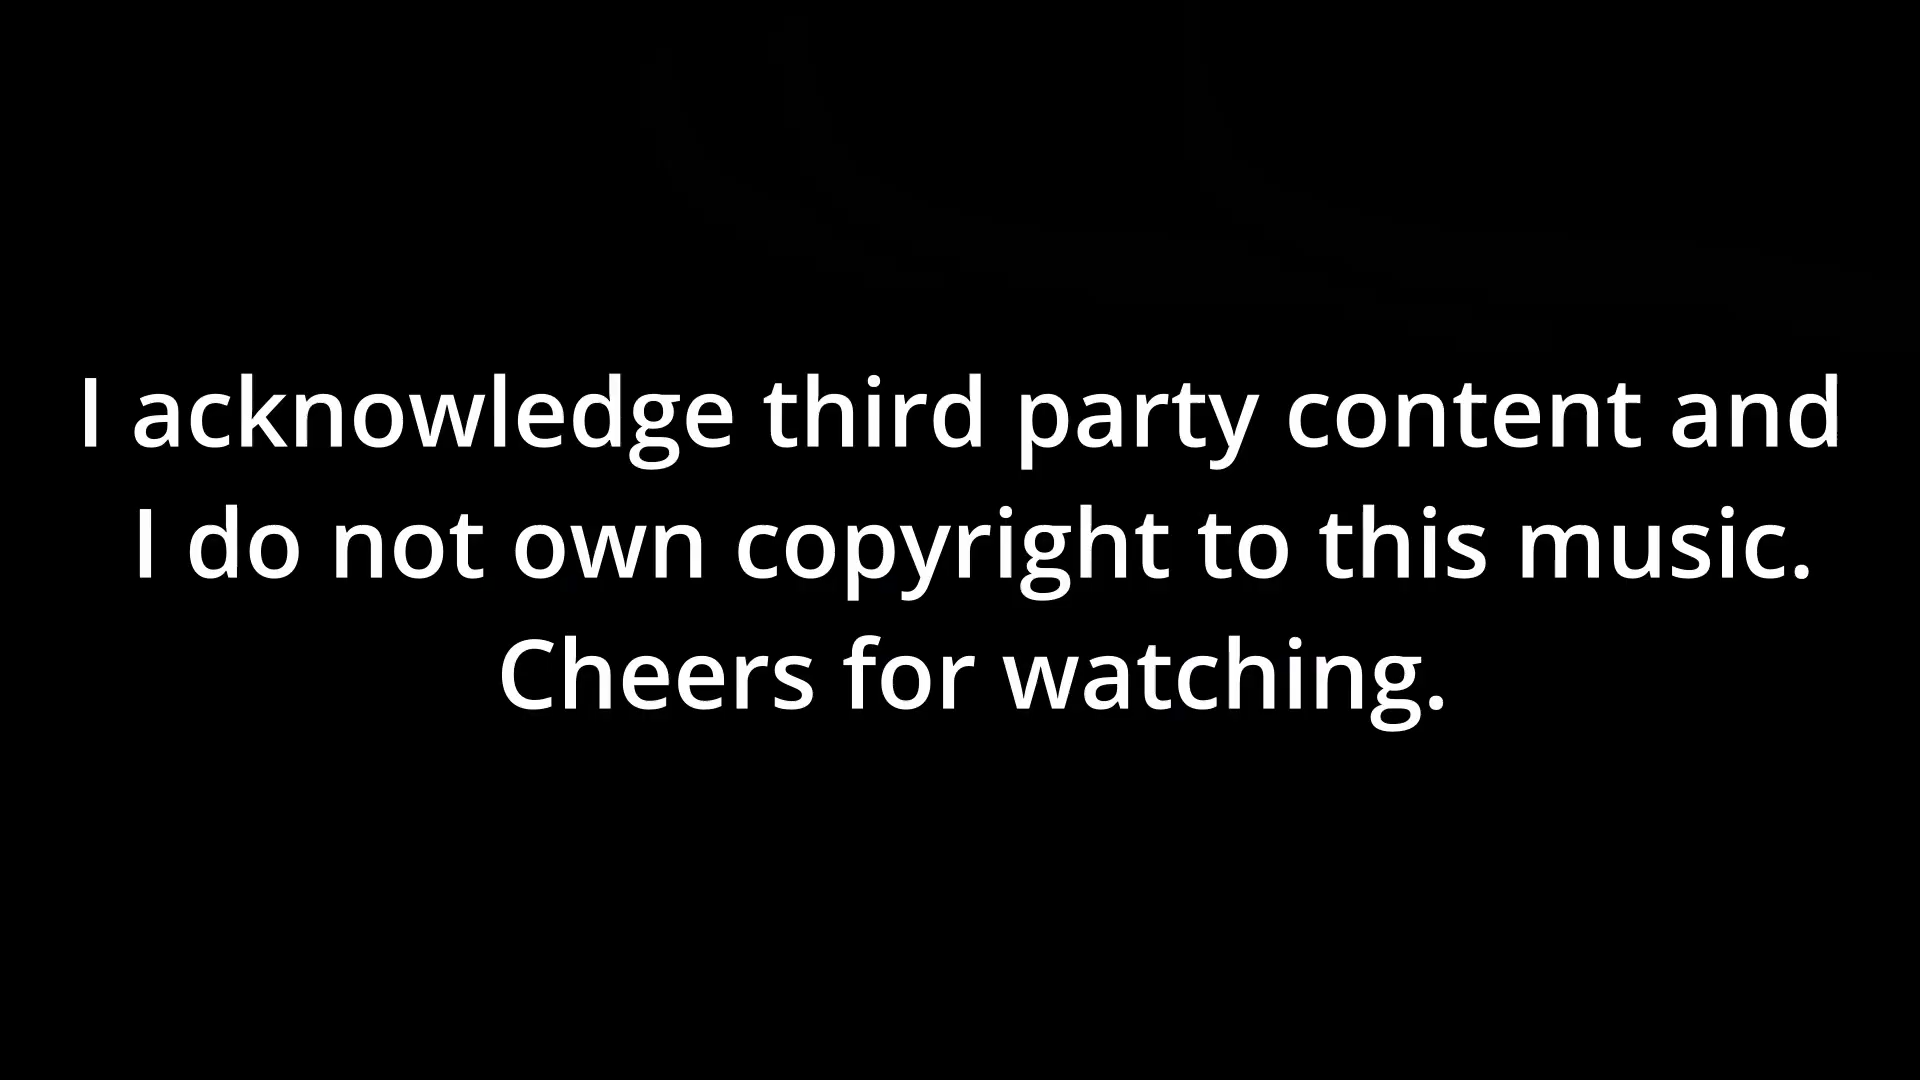 I acknowledge third party content and
I do not own copyright to this music.
Cheers for watching.